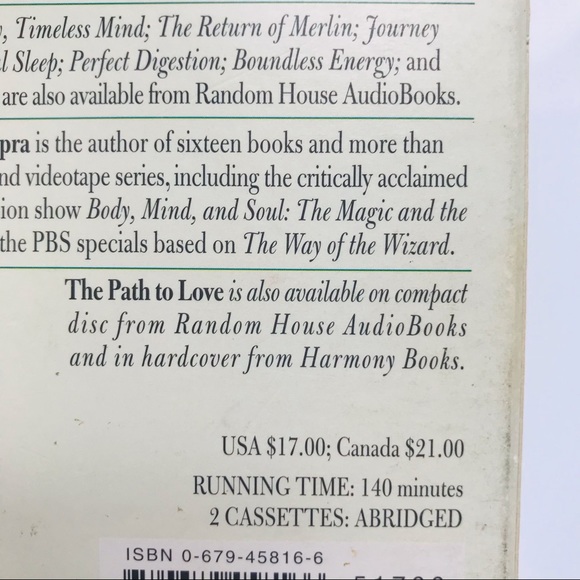 Timeless Mind; The Return of Merlin; Journey
Sleep; Perfect Digestion; Boundless Energy; and
are also available from Random House AudioBooks.
pra is the author of sixteen books and more than
nd videotape series, including the critically acclaimed
ion show Body, Mind, and Soul: The Magic and the
the PBS specials based on The Way of the Wizard.
The Path to Love is also available on compact
disc from Random House AudioBooks
and in hardcover from Harmony Books.
USA $17.00; Canada $21.00
RUNNING TIME: 140 minutes
2 CASSETTES: ABRIDGED
ISBN 0-679-45816-6